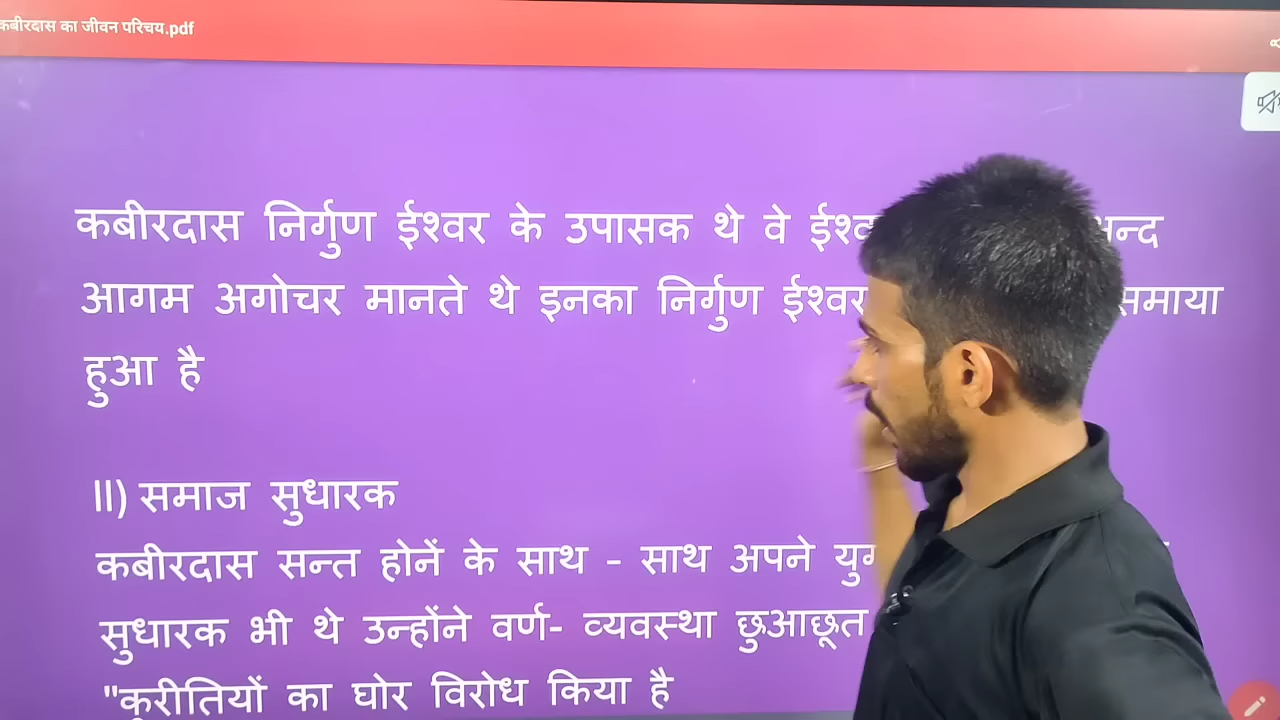 कबीरदास का जीवन परिचय.pdf
कबीरदास निर्गुण ईश्वर के उपासक थे वे
आगम अगोचर मानते थे इनका निर्गुण ईश्वर समाया
हुआ है
II) समाज सुधारक
कबीरदास सन्त होनें के साथ - साथ अपने
सुधारक भी थे उन्होंने वर्ण- व्यवस्था छुआछूत
"कुरीतियों का घोर विरोध किया है